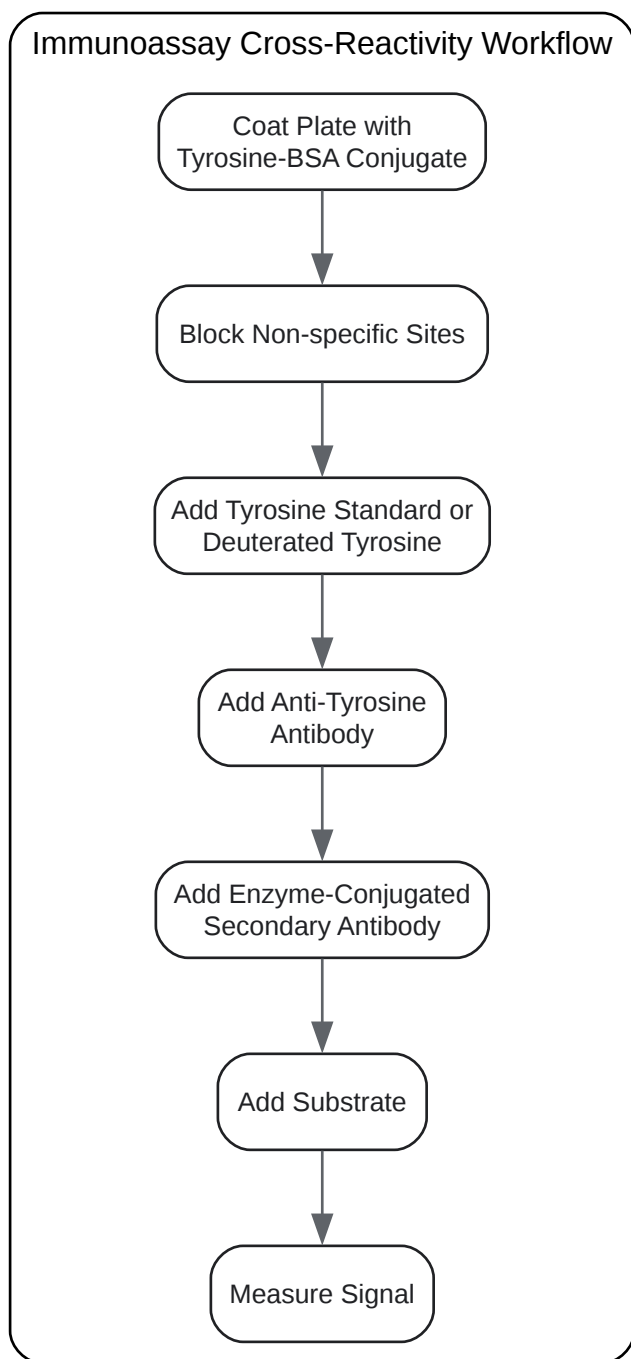 Immunoassay Cross-Reactivity Workflow
Coat Plate with
Tyrosine-BSA Conjugate
Block Non-specific Sites
Add Tyrosine Standard or
Deuterated Tyrosine
Add Anti-Tyrosine
Antibody
Add Enzyme-Conjugated
Secondary Antibody
Add Substrate
Measure Signal